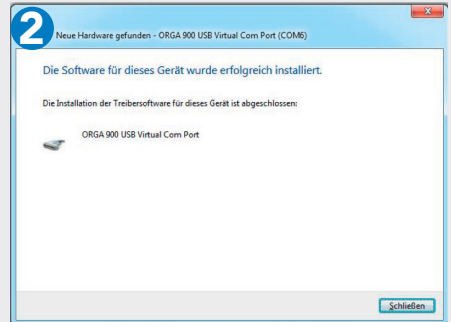 2
Neue Hardware gefunden - ORGA 900 USB Virtual Com Port (COM6)
Die Software für dieses Gerät wurde erfolgreich installiert.
Die Installation der Treibersoftware für dieses Gerät ist abgeschlossen:
ORGA 900 USB Virtual Com Port
Schließen